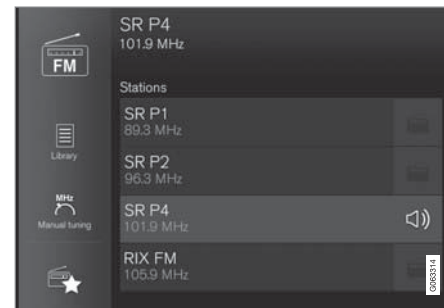 SR P4
101.9 MHz
FM
Stations
SR P1
89.3 MHz
Library
SR P2
96.3 MHz
MHz
Manual tuning
SR P4
101.9 MHz
RIX FM
105.9 MHz
G063314